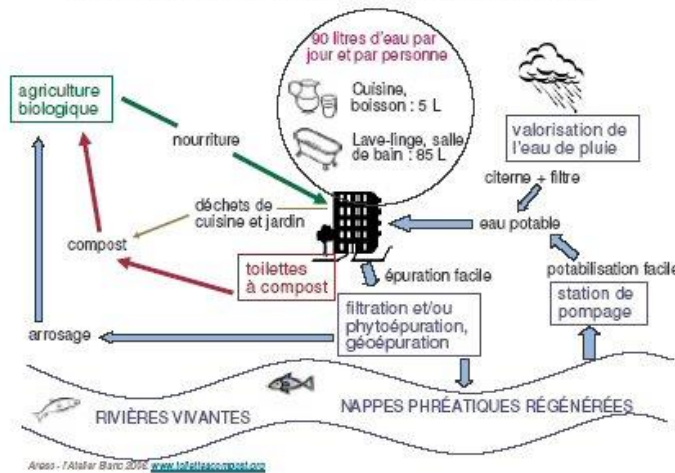 90 litres d'eau par
jour et par personne
Cuisine,
boisson : 5 L
Lave-linge, salle
de bain : 85 L
agriculture
biologique
nourriture
valorisation de
l'eau de pluie
citerne + filtre
déchets de
cuisine et jardin
eau potable
compost
toilettes
à compost
épuration facile
potabilisation facile
station de
pompage
filtration et/ou
phytoépuration,
géoépuration
arrosage
RIVIÈRES VIVANTES
NAPPES PHRÉATIQUES RÉGÉNÉRÉES
l'Atelier Blanc 2006 www.toilettescompost.org